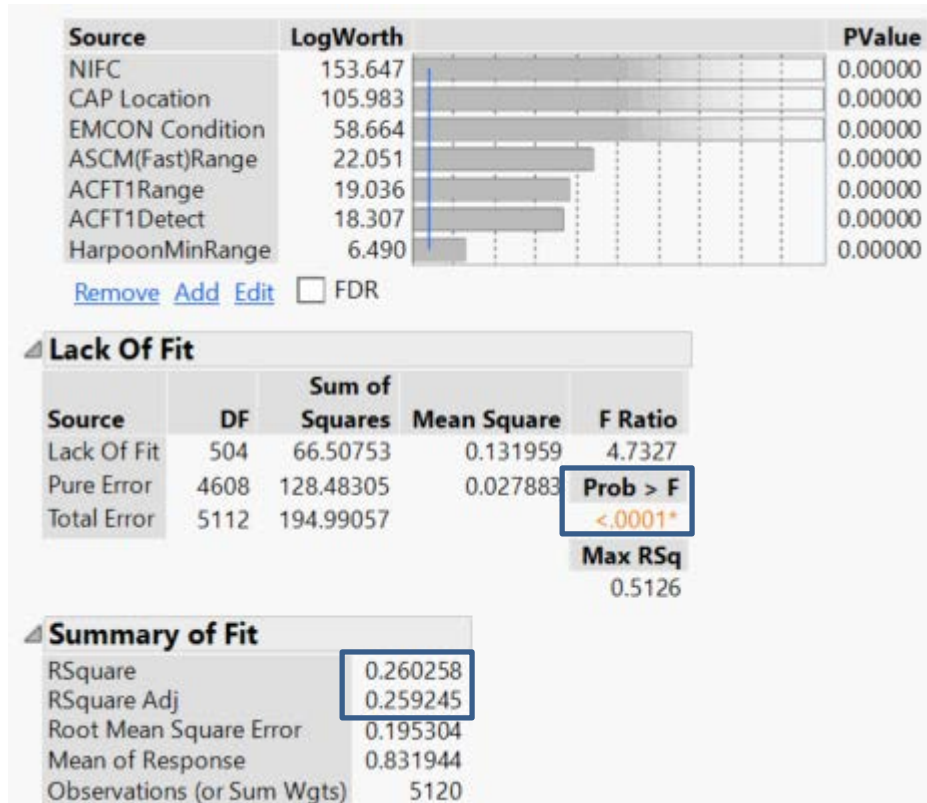 Source LogWorth PValue
NIFC 153.647 0.00000
CAP Location 105.983 0.00000
EMCON Condition 58.664 0.00000
ASCM(Fast)Range 22.051 0.00000
ACFT1Range 19.036 0.00000
ACFT1Detect 18.307 0.00000
HarpoonMinRange 6.490 0.00000
Remove Add Edit FDR
Lack Of Fit
Sum of
Source DF Squares Mean Square F Ratio
Lack Of Fit 504 66.50753 0.131959 4.7327
Pure Error 4608 128.48305 0.027883 Prob > F
Total Error 5112 194.99057 <.0001*
Max RSq
0.5126
Summary of Fit
RSquare 0.260258
RSquare Adj 0.259245
Root Mean Square Error 0.195304
Mean of Response 0.831944
Observations (or Sum Wgts) 5120